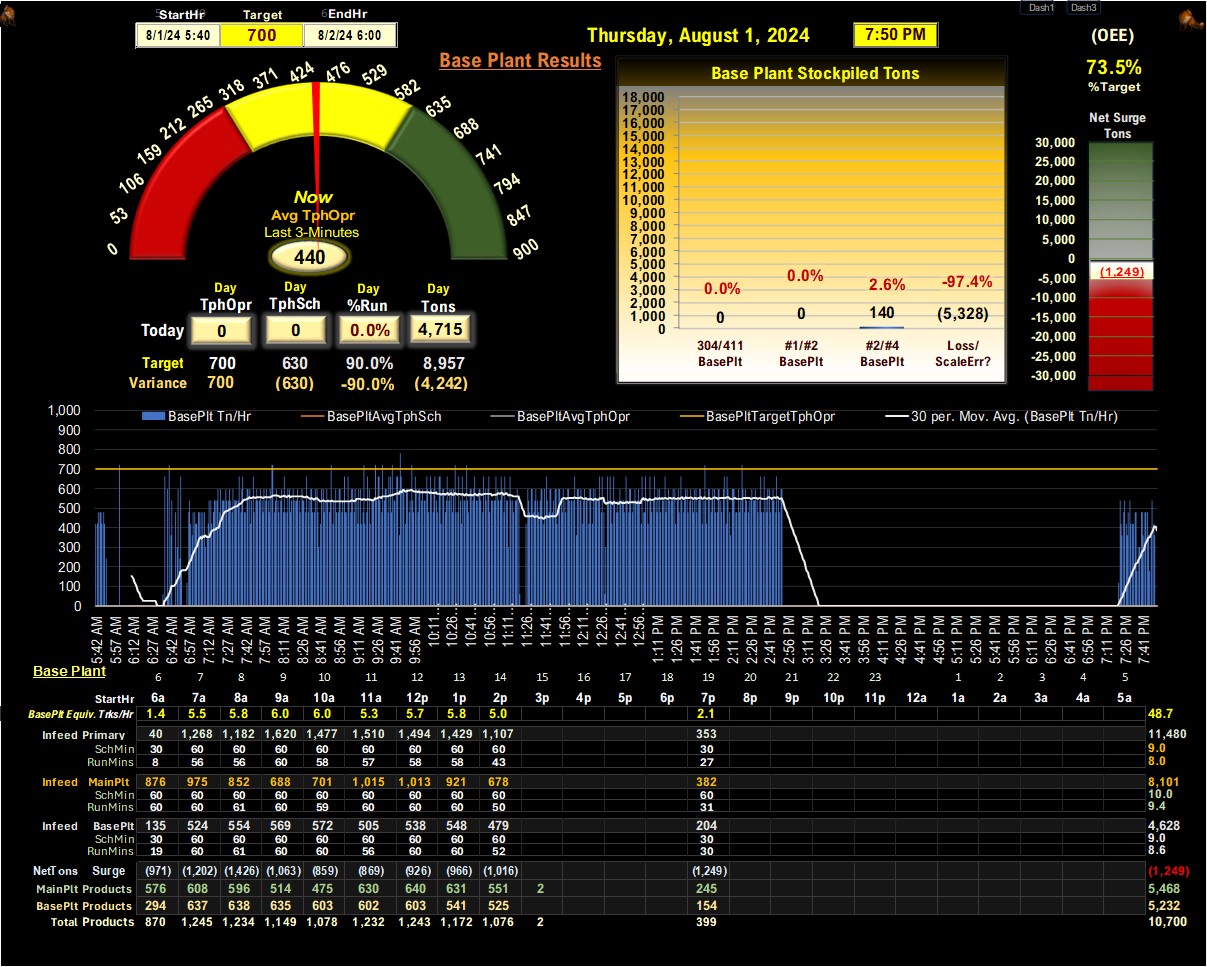 Dash1 Dash3
StartHr Target EndHr
8/1/24 5:40 700 8/2/24 6:00
Thursday, August 1, 2024 7:50 PM
(OEE)
73.5%
%Target
Base Plant Results
Base Plant Stockpiled Tons
Net Surge
Tons
0 53 106 159 212 265 318 371 424 476 529 582 635 688 741 794 847 900
Now
Avg TphOpr
Last 3-Minutes
440
18,000
17,000
16,000
15,000
14,000
13,000
12,000
11,000
10,000
9,000
8,000
7,000
6,000
5,000
4,000
3,000
2,000
1,000
0
0.0% 0.0% 2.6% -97.4%
0 0 140 (5,328)
304/411 #1/#2 #2/#4 Loss/
BasePlt BasePlt BasePlt ScaleErr?
30,000
25,000
20,000
15,000
10,000
5,000
0
-5,000
-10,000
-15,000
-20,000
-25,000
-30,000
(1,249)
Day Day Day Day
TphOpr TphSch %Run Tons
Today 0 0 0.0% 4,715
Target 700 630 90.0% 8,957
Variance 700 (630) -90.0% (4,242)
BasePlt Tn/Hr BasePltAvgTphSch BasePltAvgTphOpr BasePltTargetTphOpr 30 per. Mov. Avg. (BasePlt Tn/Hr)
1,000
900
800
700
600
500
400
300
200
100
0
5:42 AM 5:57 AM 6:12 AM 6:27 AM 6:42 AM 6:57 AM 7:12 AM 7:27 AM 7:42 AM 7:57 AM 8:11 AM 8:26 AM 8:41 AM 8:56 AM 9:11 AM 9:26 AM 9:41 AM 9:56 AM 10:11… 10:26… 10:41… 10:56… 11:11… 11:26… 11:41… 11:56… 12:11… 12:26… 12:41… 12:56… 1:11 PM 1:26 PM 1:41 PM 1:56 PM 2:11 PM 2:26 PM 2:41 PM 2:56 PM 3:11 PM 3:26 PM 3:41 PM 3:56 PM 4:11 PM 4:26 PM 4:41 PM 4:56 PM 5:11 PM 5:26 PM 5:41 PM 5:56 PM 6:11 PM 6:26 PM 6:41 PM 6:56 PM 7:11 PM 7:26 PM 7:41 PM
Base Plant
6 7 8 9 10 11 12 13 14 15 16 17 18 19 20 21 22 23 1 2 3 4 5
StartHr 6a 7a 8a 9a 10a 11a 12p 1p 2p 3p 4p 5p 6p 7p 8p 9p 10p 11p 12a 1a 2a 3a 4a 5a
BasePlt Equiv. Trks/Hr 1.4 5.5 5.8 6.0 6.0 5.3 5.7 5.8 5.0 2.1 48.7
Infeed Primary 40 1,268 1,182 1,620 1,477 1,510 1,494 1,429 1,107 353 11,480
SchMin 30 60 60 60 60 60 60 60 60 30 9.0
RunMins 8 56 56 60 58 57 58 58 43 27 8.0
Infeed MainPlt 876 975 852 688 701 1,015 1,013 921 678 382 8,101
SchMin 60 60 60 60 60 60 60 60 60 60 10.0
RunMins 60 60 61 60 59 60 60 60 50 31 9.4
Infeed BasePlt 135 524 554 569 572 505 538 548 479 204 4,628
SchMin 30 60 60 60 60 60 60 60 60 30 9.0
RunMins 19 60 61 60 60 56 60 60 52 30 8.6
NetTons Surge (971) (1,202) (1,426) (1,063) (859) (869) (926) (966) (1,016) (1,249) (1,249)
MainPlt Products 576 608 596 514 475 630 640 631 551 2 245 5,468
BasePlt Products 294 637 638 635 603 602 603 541 525 154 5,232
Total Products 870 1,245 1,234 1,149 1,078 1,232 1,243 1,172 1,076 2 399 10,700